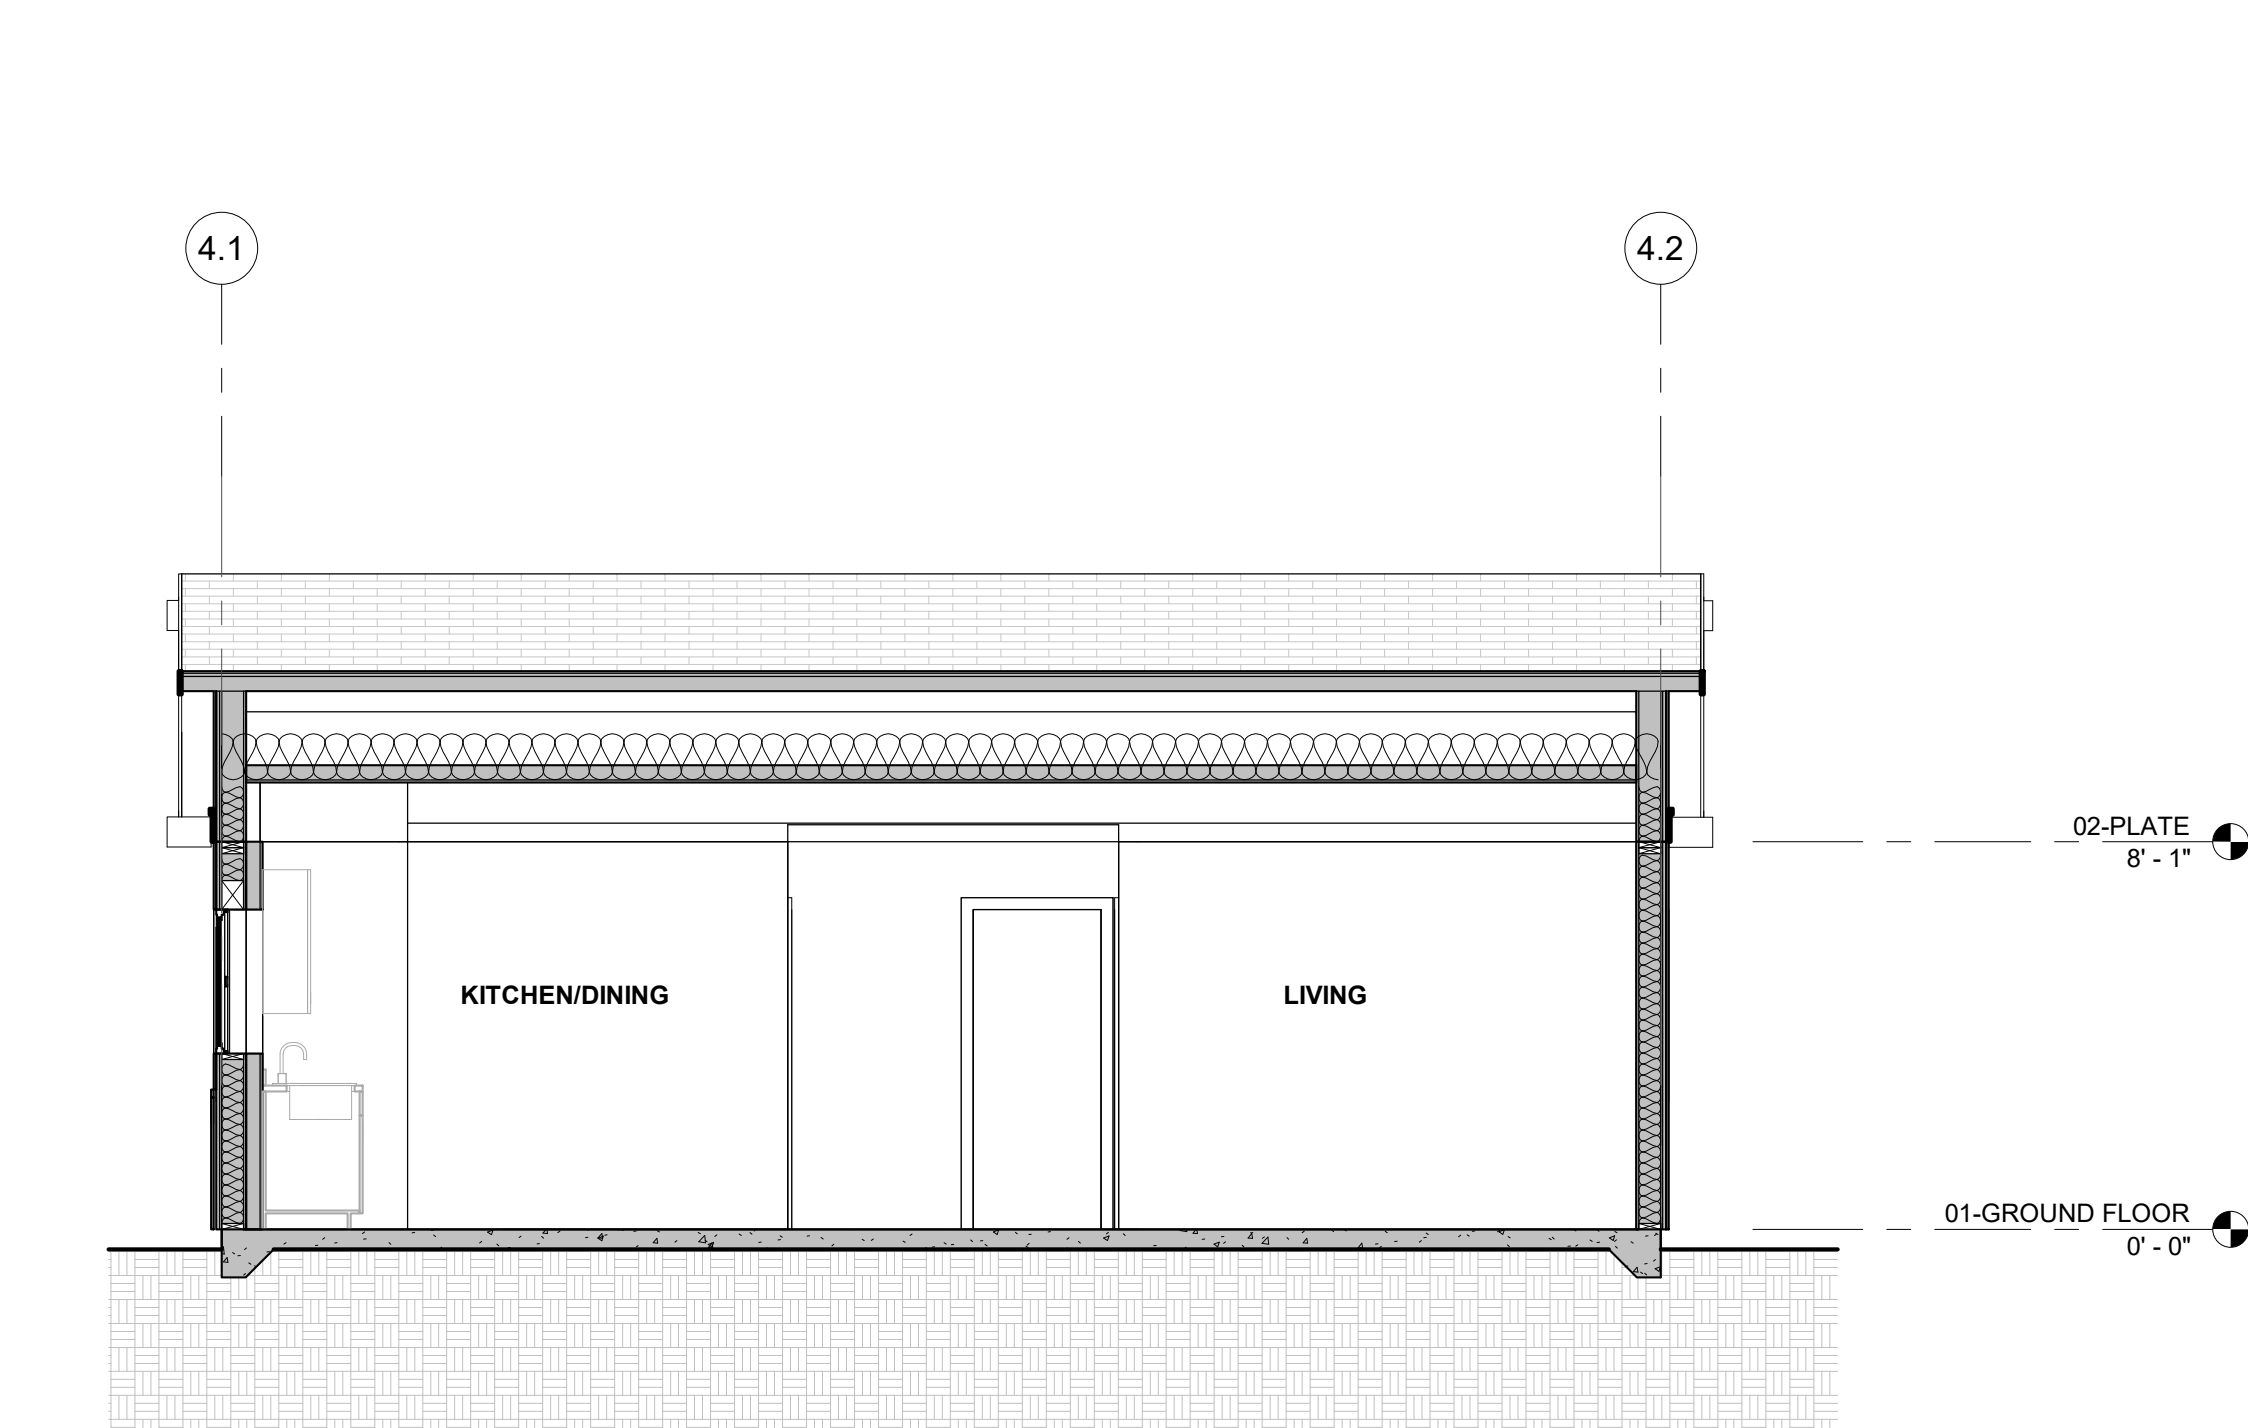 4.1
4.2
02-PLATE
8' - 1"
KITCHEN/DINING
LIVING
01-GROUND FLOOR
0' - 0"